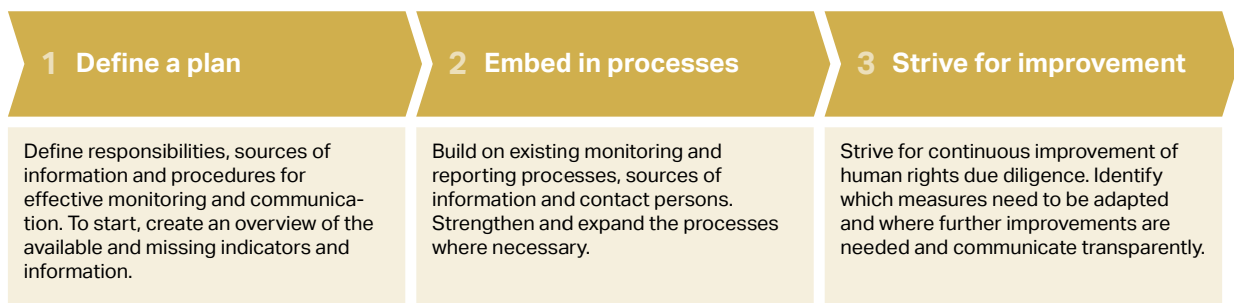 1 Define a plan
Define responsibilities, sources of
information and procedures for
effective monitoring and communica-
tion. To start, create an overview of the
available and missing indicators and
information.
2 Embed in processes
Build on existing monitoring and
reporting processes, sources of
information and contact persons.
Strengthen and expand the processes
where necessary.
3 Strive for improvement
Strive for continuous improvement of
human rights due diligence. Identify
which measures need to be adapted
and where further improvements are
needed and communicate transparently.